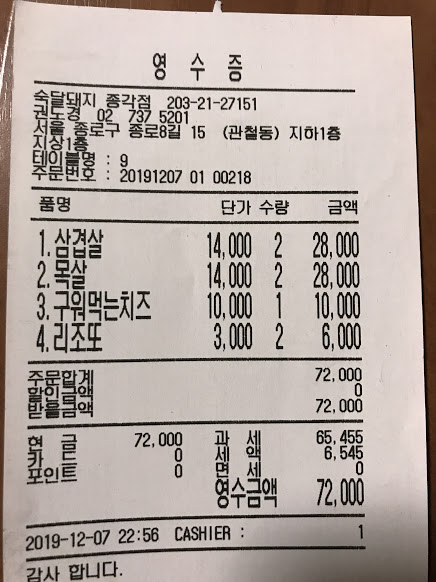 영 수 증
숙달돼지 종각점 203-21-27151
권노경 02 737 5201
서울 종로구 종로8길 15 (관철동) 지하1층
지상1층
테이블명 : 9
주문번호 : 20191207 01 00218
품명 단가 수량 금액
1. 삼겹살 14,000 2 28,000
2. 목살 14,000 2 28,000
3. 구워먹는치즈 10,000 1 10,000
4. 리조또 3,000 2 6,000
주문합계 72,000
할인금액 0
받을금액 72,000
현 금 72,000 과 세 65,455
카 드 0 세 액 6,545
포인트 0 면 세 0
영수금액 72,000
2019-12-07 22:56 CASHIER : 1
감사 합니다.